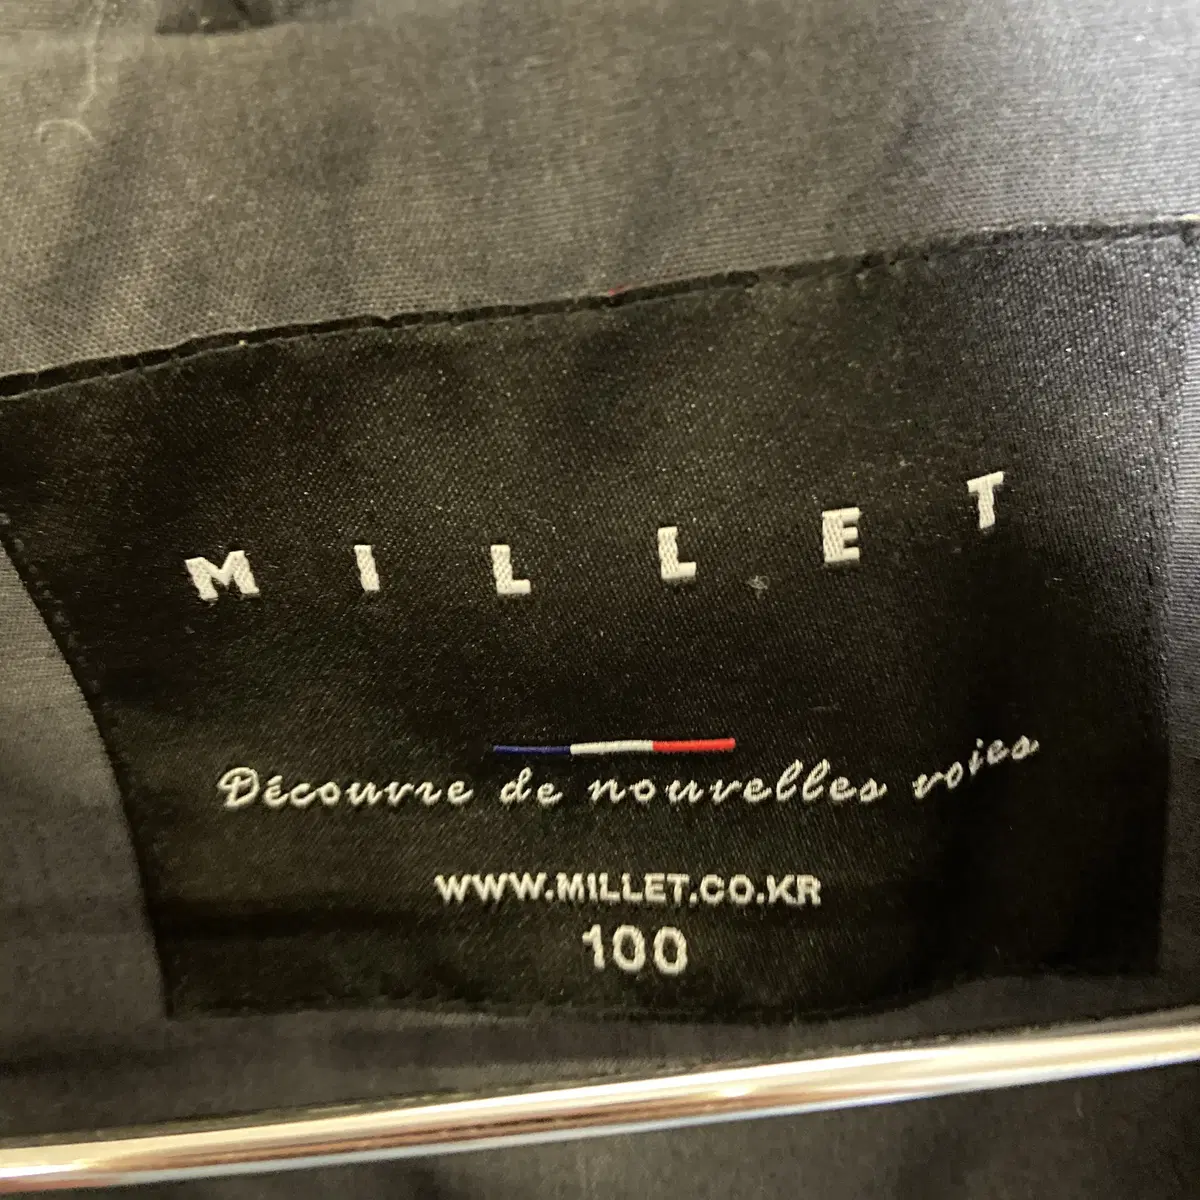 MILLET
Découvre de nouvelles voies
WWW.MILLET.CO.KR
100